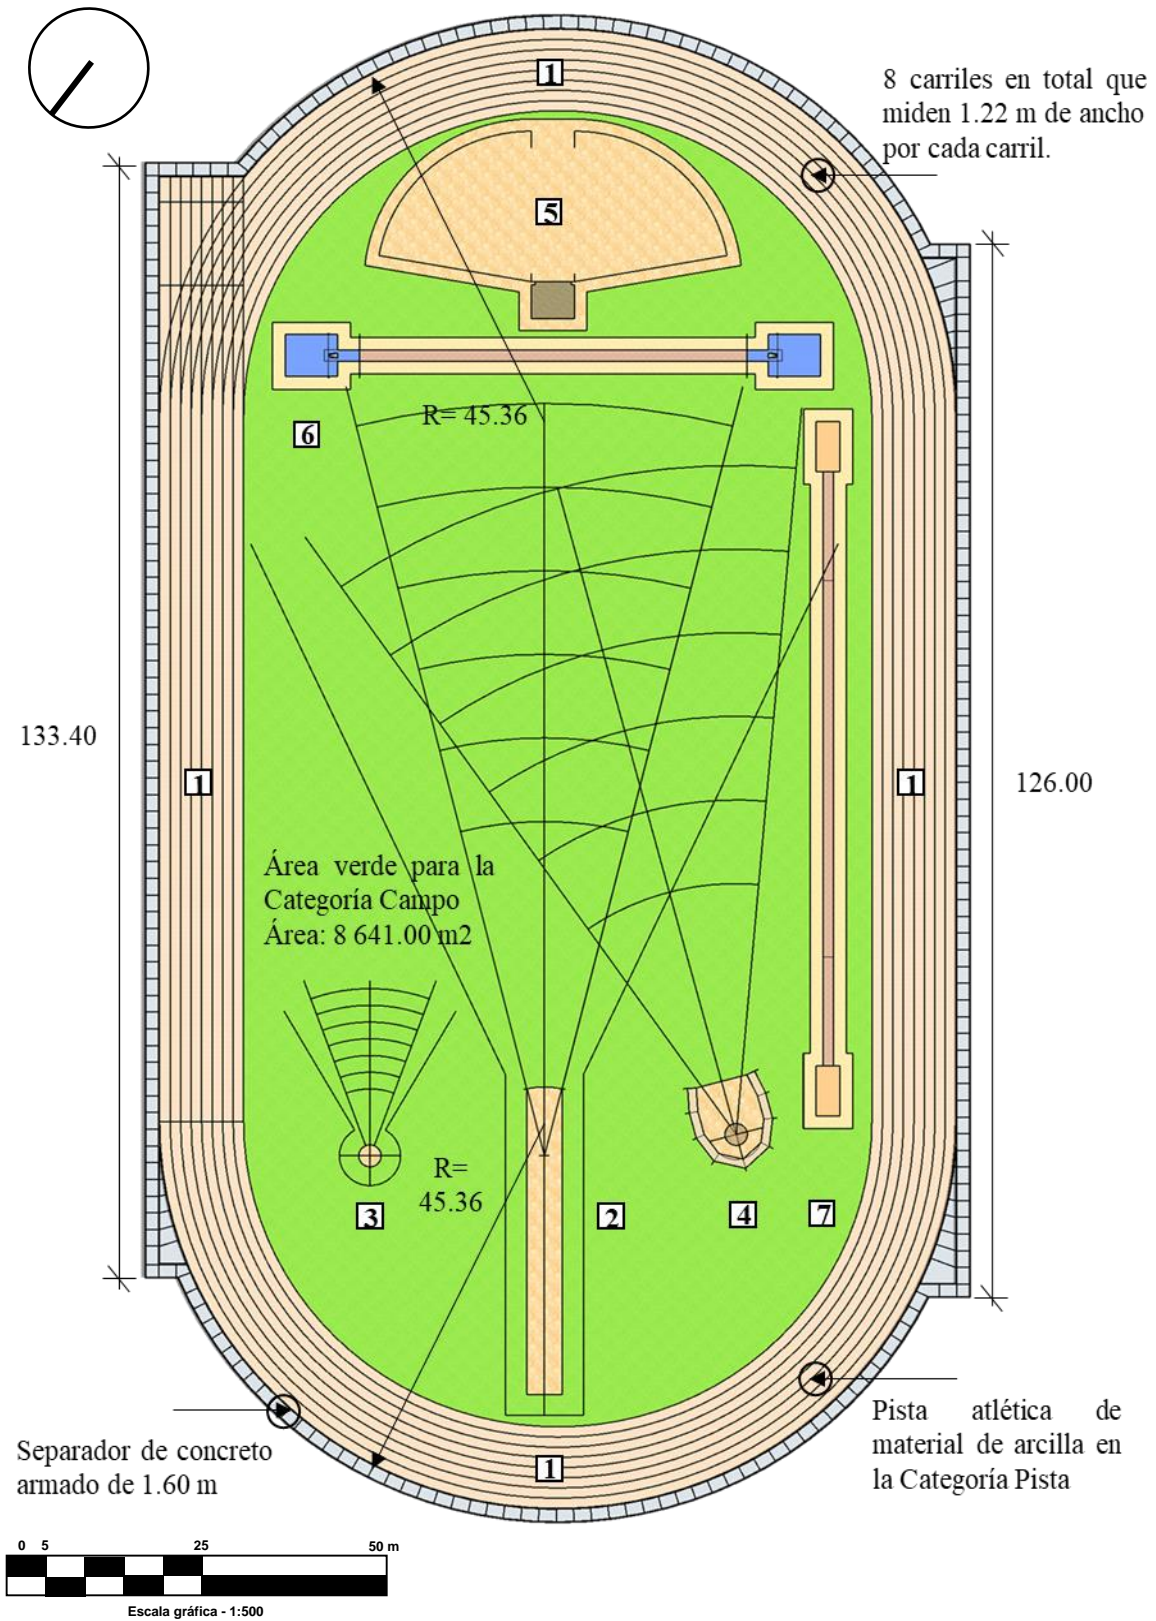 1
8 carriles en total que
miden 1.22 m de ancho
por cada carril.
5
R= 45.36
6
133.40
1
1
126.00
Área verde para la
Categoría Campo
Área: 8 641.00 m2
R=
45.36
3
2
4
7
Separador de concreto
armado de 1.60 m
1
Pista atlética de
material de arcilla en
la Categoría Pista
0 5 25 50 m
Escala gráfica - 1:500